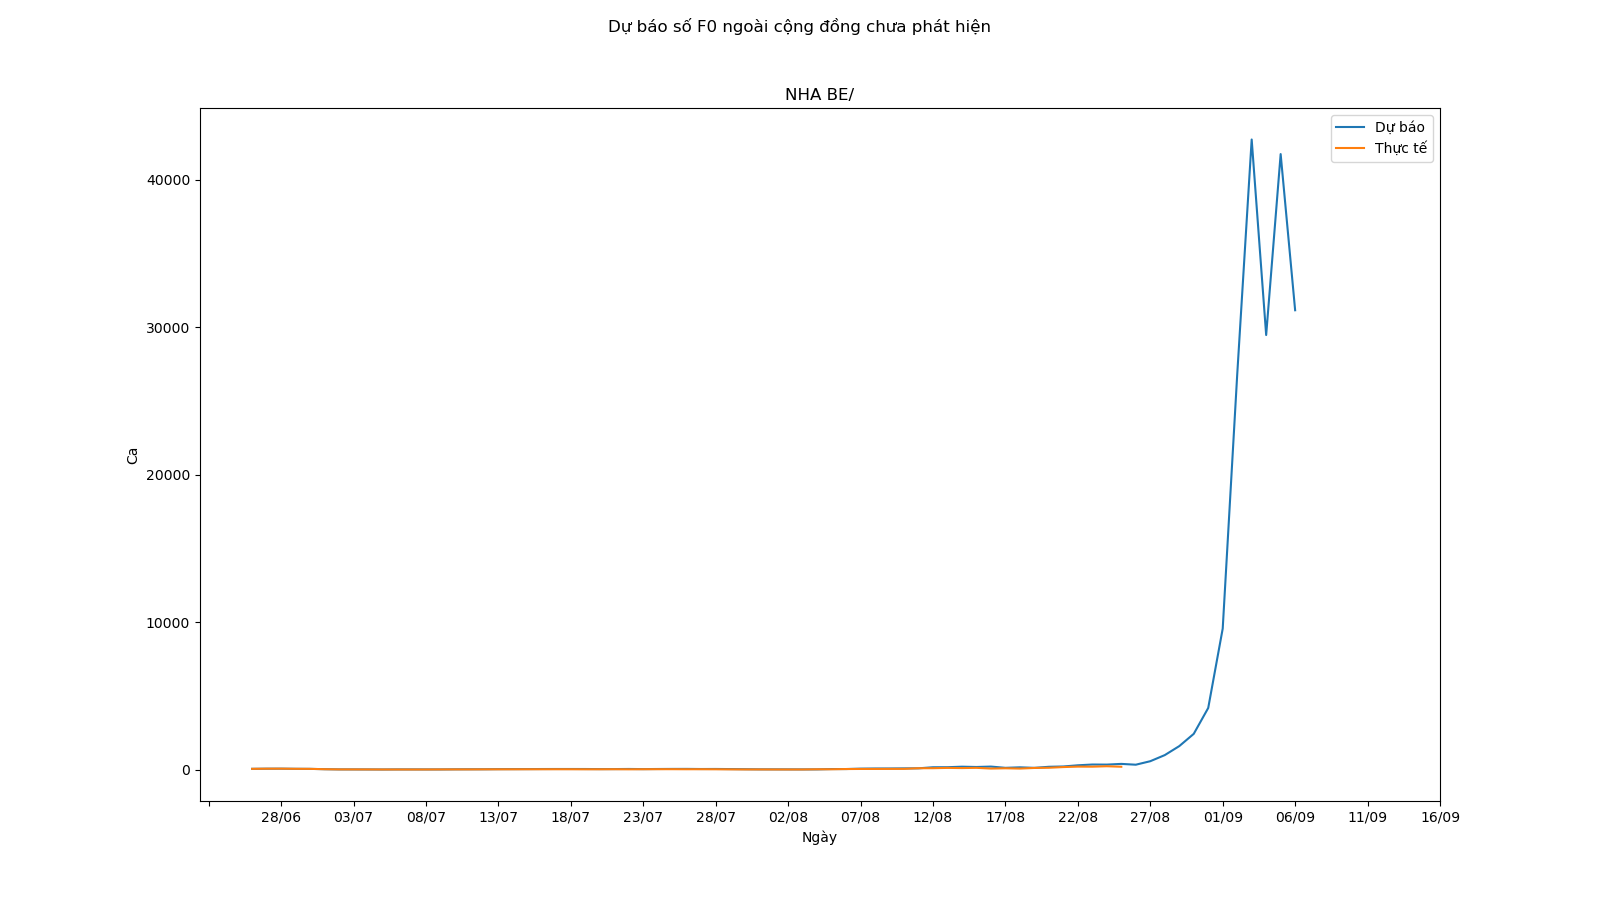 Dự báo số F0 ngoài cộng đồng chưa phát hiện
NHA BE/
Dự báo
Thực tế
40000
30000
20000
10000
0
Ca
28/06 03/07 08/07 13/07 18/07 23/07 28/07 02/08 07/08 12/08 17/08 22/08 27/08 01/09 06/09 11/09 16/09
Ngày